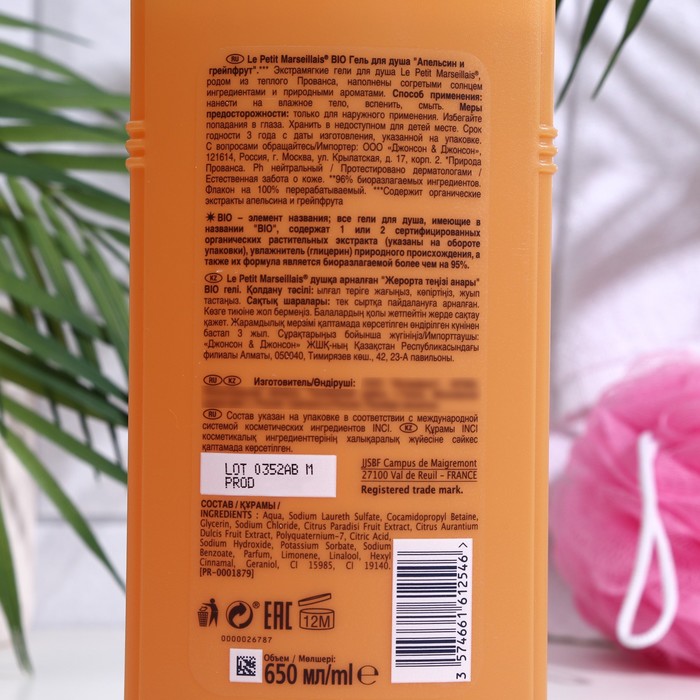 RU Le Petit Marseillais® BIO Гель для душа "Апельсин и
грейпфрут".*** Экстрамягкие гели для душа Le Petit Marseillais®,
родом из теплого Прованса, наполнены согретыми солнцем
ингредиентами и природными ароматами. Способ применения:
нанести на влажное тело, вспенить, смыть. Меры
предосторожности: только для наружного применения. Избегайте
попадания в глаза. Хранить в недоступном для детей месте. Срок
годности 3 года с даты изготовления, указанной на упаковке.
С вопросами обращайтесь/Импортер: ООО «Джонсон & Джонсон»,
121614, Россия, г. Москва, ул. Крылатская, д. 17, корп. 2. *Природа
Прованса. Ph нейтральный / Протестировано дерматологами /
Естественная забота о коже. **96% биоразлагаемых ингредиентов.
Флакон на 100% перерабатываемый. ***Содержит органические
экстракты апельсина и грейпфрута
✷ BIO – элемент названия; все гели для душа, имеющие в
названии "BIO", содержат 1 или 2 сертифицированных
органических растительных экстракта (указаны на обороте
упаковки), увлажнитель (глицерин) природного происхождения, а
также их формула является биоразлагаемой более чем на 95%.
KZ Le Petit Marseillais® душқа арналған "Жерорта теңізі анары"
BIO гелі. Қолдану тәсілі: ылғал теріге жағыңыз, көпіртіңіз, жуып
тастаңыз. Сақтық шаралары: тек сыртқа пайдалануға арналған.
Көзге тиюіне жол бермеңіз. Балалардың қолы жетпейтін жерде сақтау
қажет. Жарамдылық мерзімі қаптамада көрсетілген өндірілген күнінен
бастап 3 жыл. Сұрақтарыңыз бойынша жүгініңіз/Импорттаушы:
«Джонсон & Джонсон» ЖШҚ-ның Қазақстан Республикасындағы
филиалы Алматы, 050040, Тимирязев көш., 42, 23-А павильоны.
RU KZ Изготовитель/Өндіруші:
RU Состав указан на упаковке в соответствии с международной
системой косметических ингредиентов INCI. KZ Құрамы INCI
косметикалық ингредиенттерінің халықаралық жүйесіне сәйкес
қаптамада көрсетілген.
LOT 0352AB M
PROD
JJSBF Campus de Maigremont
27100 Val de Reuil – FRANCE
Registered trade mark.
СОСТАВ / ҚҰРАМЫ /
INGREDIENTS : Aqua, Sodium Laureth Sulfate, Cocamidopropyl Betaine,
Glycerin, Sodium Chloride, Citrus Paradisi Fruit Extract, Citrus Aurantium
Dulcis Fruit Extract, Polyquaternium-7, Citric Acid,
Sodium Hydroxide, Potassium Sorbate, Sodium
Benzoate, Parfum, Limonene, Linalool, Hexyl
Cinnamal, Geraniol, CI 15985, CI 19140.
[PR-0001879]
EAC 12M
0000026787
Объем / Мөлшері:
650 мл/ml ℮
3 574661 612546 >